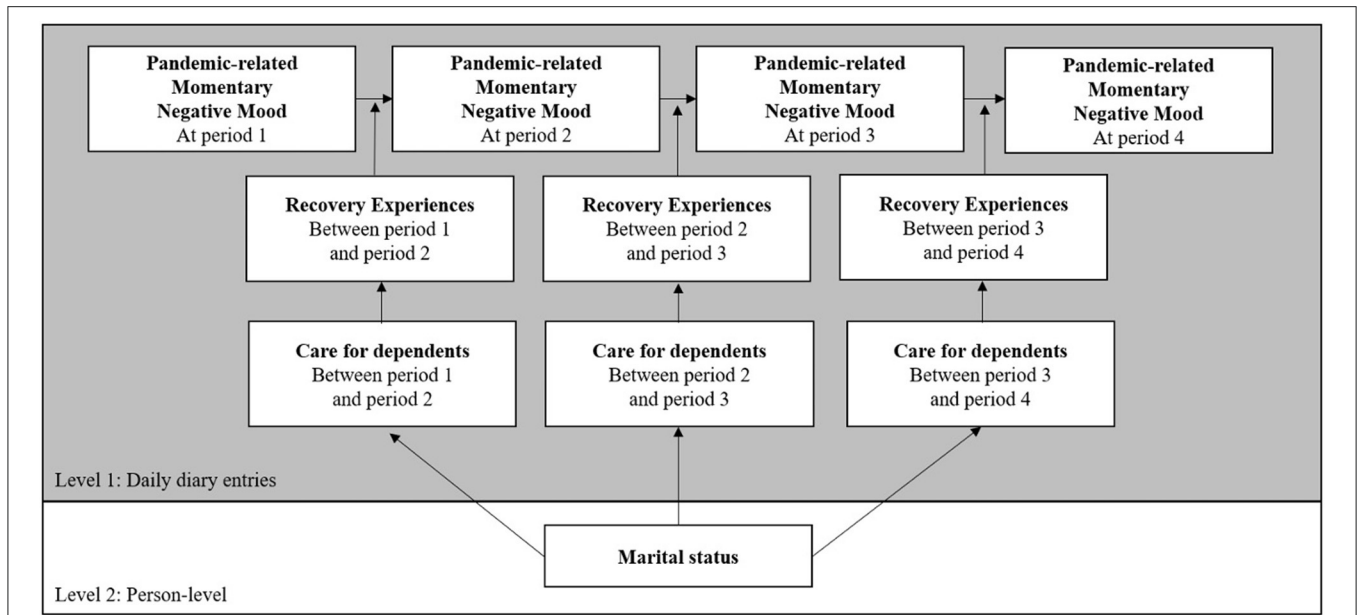 Pandemic-related
Momentary
Negative Mood
At period 1
Pandemic-related
Momentary
Negative Mood
At period 2
Pandemic-related
Momentary
Negative Mood
At period 3
Pandemic-related
Momentary
Negative Mood
At period 4
Recovery Experiences
Between period 1
and period 2
Recovery Experiences
Between period 2
and period 3
Recovery Experiences
Between period 3
and period 4
Care for dependents
Between period 1
and period 2
Care for dependents
Between period 2
and period 3
Care for dependents
Between period 3
and period 4
Level 1: Daily diary entries
Marital status
Level 2: Person-level